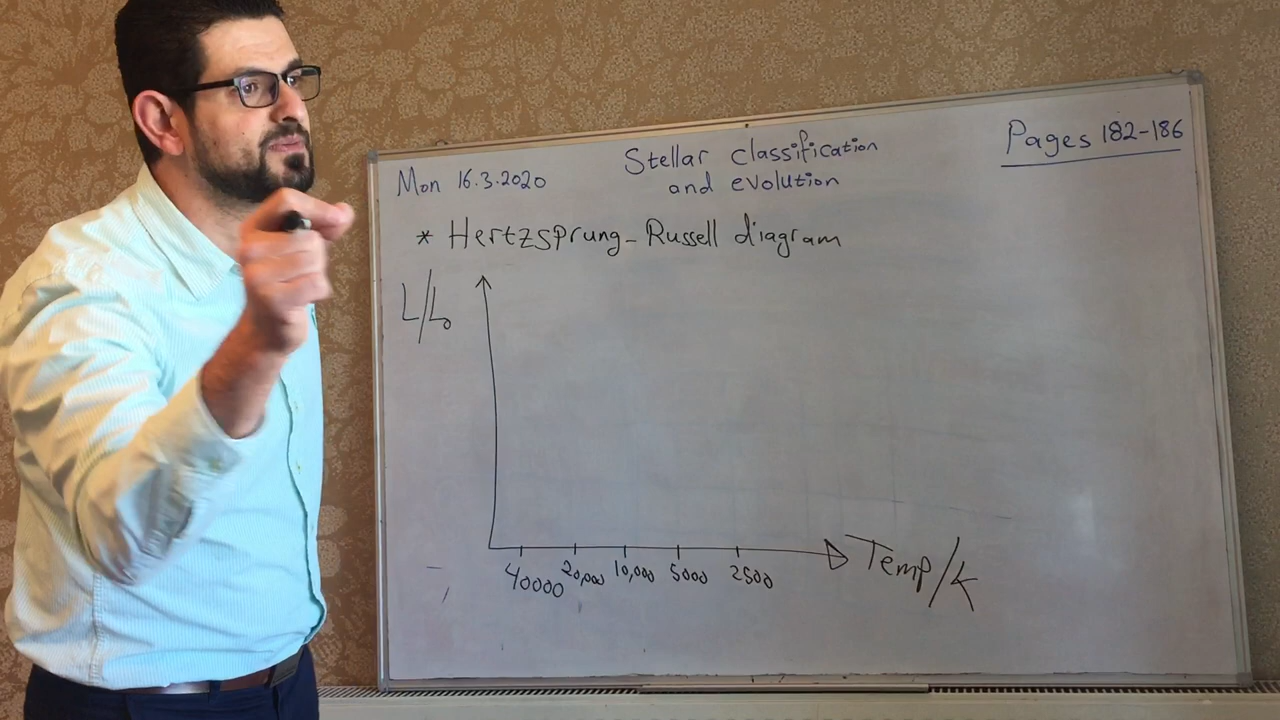 Mon 16.3.2020
Stellar classification
and evolution
Pages 182-186
* Hertzsprung-Russell diagram
L/L₀
40000 20,000 10,000 5000 2500
Temp/K